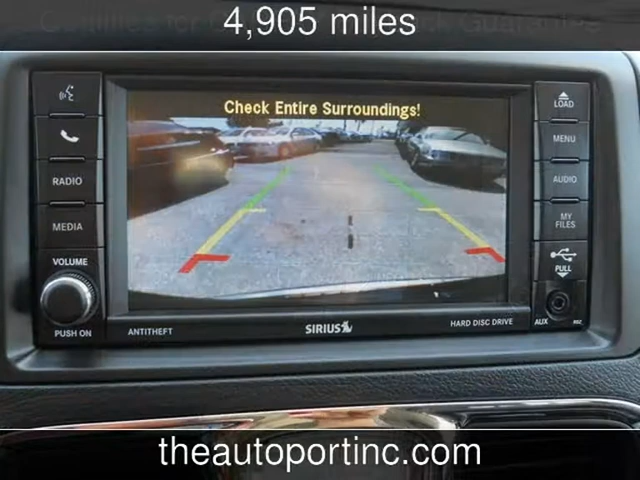 4,905 miles
Check Entire Surroundings!
LOAD
RADIO
MENU
MEDIA
AUDIO
MY
FILES
VOLUME
PULL
PUSH ON
ANTITHEFT
SIRIUS
HARD DISC DRIVE
AUX
theautoportinc.com